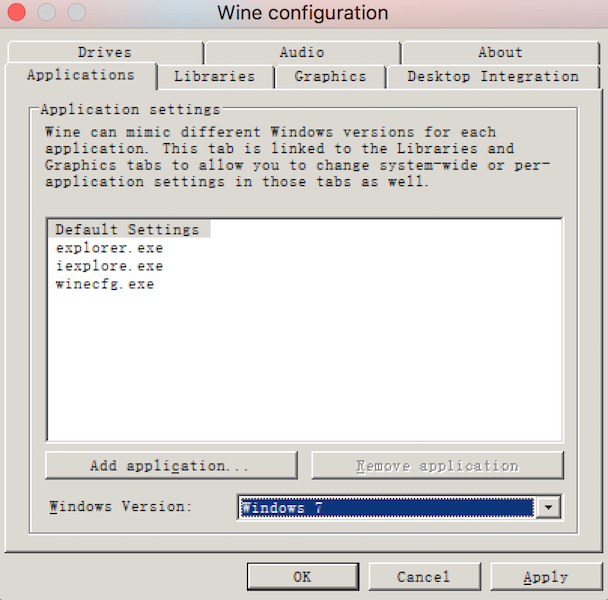 Wine configuration
Drives
Audio
About
Applications
Libraries
Graphics
Desktop Integration
Application settings
Wine can mimic different Windows versions for each
application. This tab is linked to the Libraries and
Graphics tabs to allow you to change system-wide or per-
application settings in those tabs as well.
Default Settings
explorer.exe
iexplore.exe
winecfg.exe
Add application...
Remove application
Windows Version:
Windows 7
OK
Cancel
Apply